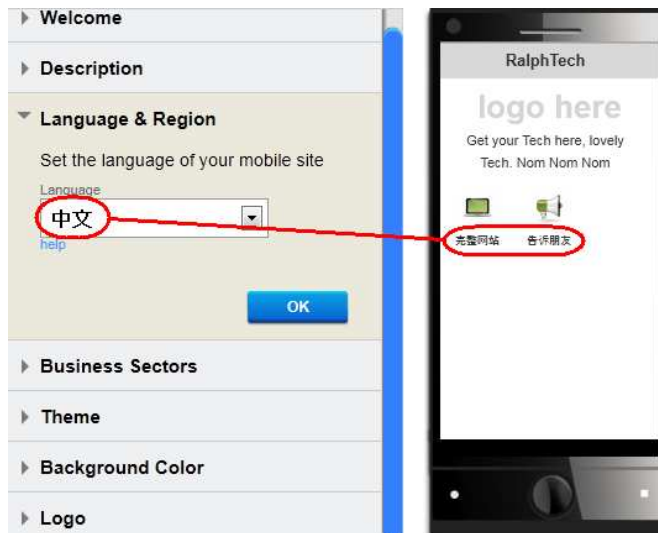 Welcome
Description
Language & Region
Set the language of your mobile site
Language
中文
help
OK
Business Sectors
Theme
Background Color
Logo
RalphTech
logo here
Get your Tech here, lovely
Tech. Nom Nom Nom
完整网站 告诉朋友